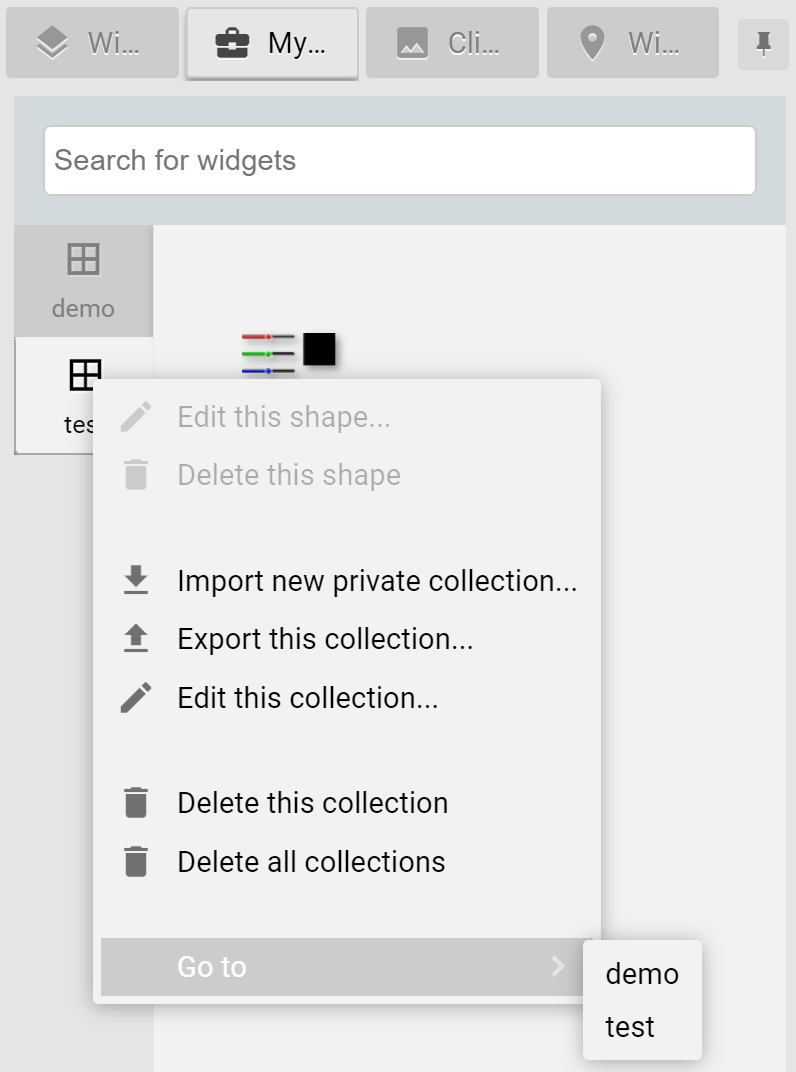 Wi...
My...
Cli...
Wi...
Search for widgets
demo
tes
Edit this shape...
Delete this shape
Import new private collection...
Export this collection...
Edit this collection...
Delete this collection
Delete all collections
Go to
demo
test